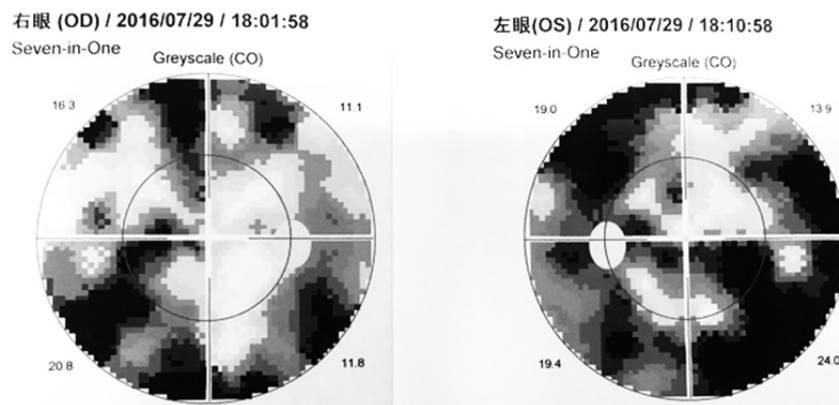 右眼 (OD) / 2016/07/29 / 18:01:58
Seven-in-One
Greyscale (CO)
16.3
11.1
20.8
11.8
左眼(OS) / 2016/07/29 / 18:10:58
Seven-in-One
Greyscale (CO)
19.0
13.9
19.4
24.0